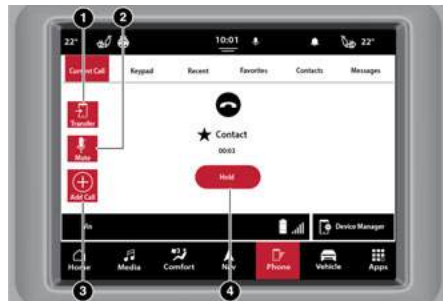 1
2
22°
10:01
22°
Current Call
Keypad
Recent
Favorites
Contacts
Messages
Transfer
Contact
Mute
00:03
Hold
Add Call
Device Manager
Home
Media
Comfort
Nav
Phone
Vehicle
Apps
3
4